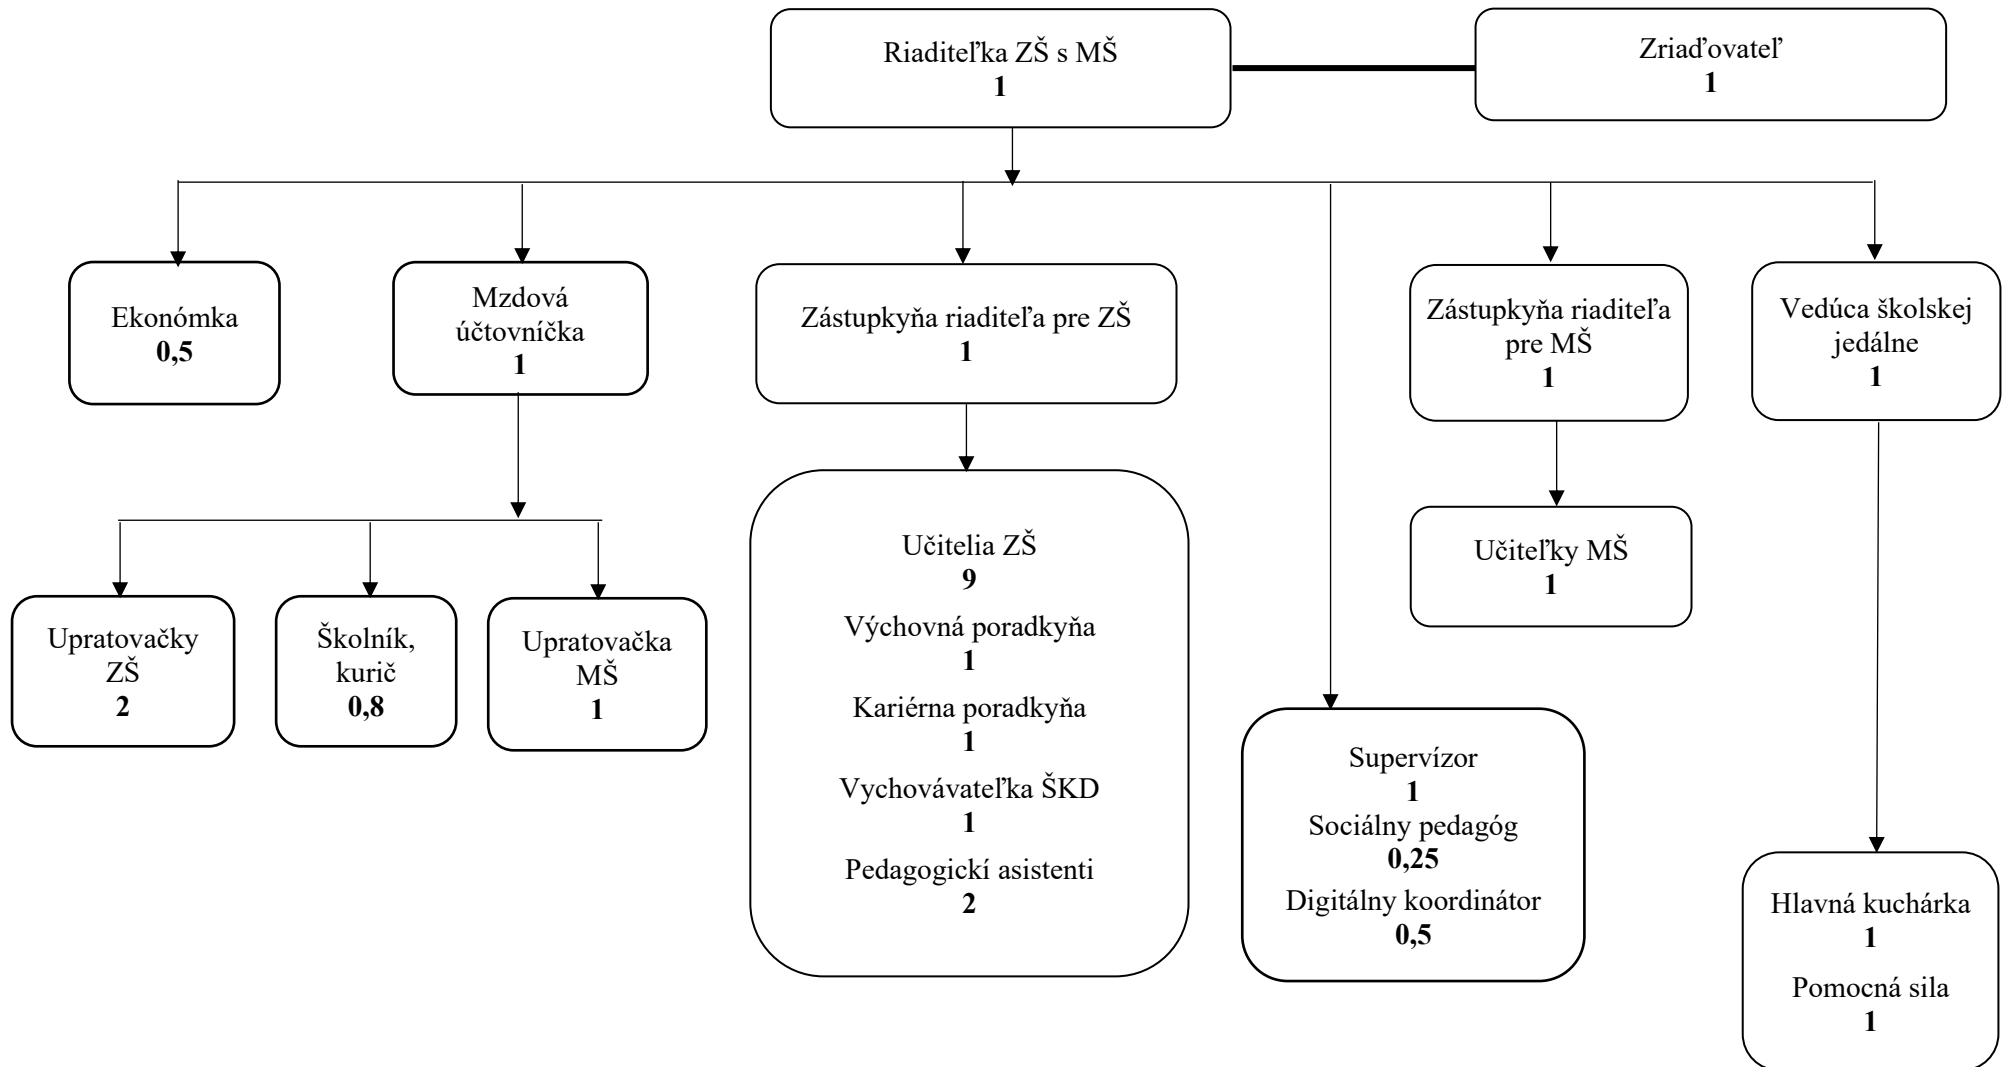 Riaditeľka ZŠ s MŠ
1
Zriaďovateľ
1
Ekonómka
0,5
Mzdová
účtovníčka
1
Zástupkyňa riaditeľa pre ZŠ
1
Zástupkyňa riaditeľa
pre MŠ
1
Vedúca školskej
jedálne
1
Upratovačky
ZŠ
2
Školník,
kurič
0,8
Upratovačka
MŠ
1
Učitelia ZŠ
9
Výchovná poradkyňa
1
Kariérna poradkyňa
1
Vychovávateľka ŠKD
1
Pedagogickí asistenti
2
Supervízor
1
Sociálny pedagóg
0,25
Digitálny koordinátor
0,5
Učiteľky MŠ
1
Hlavná kuchárka
1
Pomocná sila
1